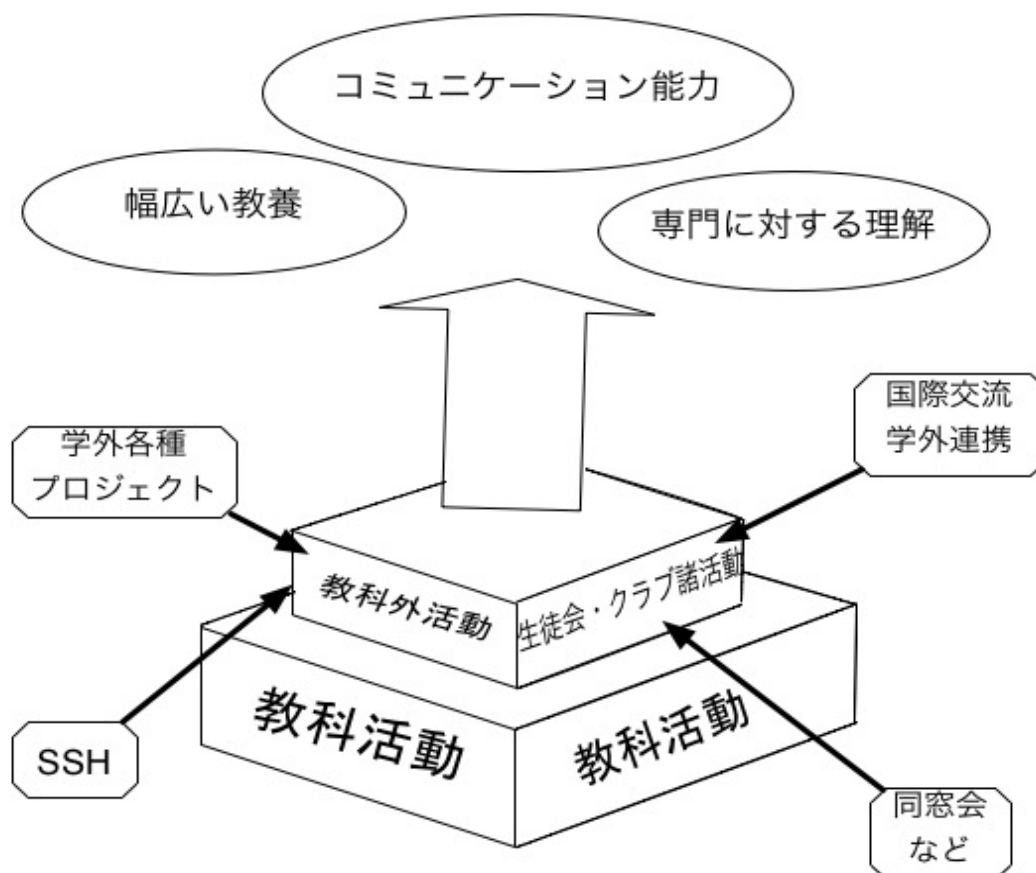 コミュニケーション能力
幅広い教養
専門に対する理解
国際交流
学外連携
学外各種
プロジェクト
教科外活動
生徒会・クラブ諸活動
教科活動
教科活動
SSH
同窓会
など